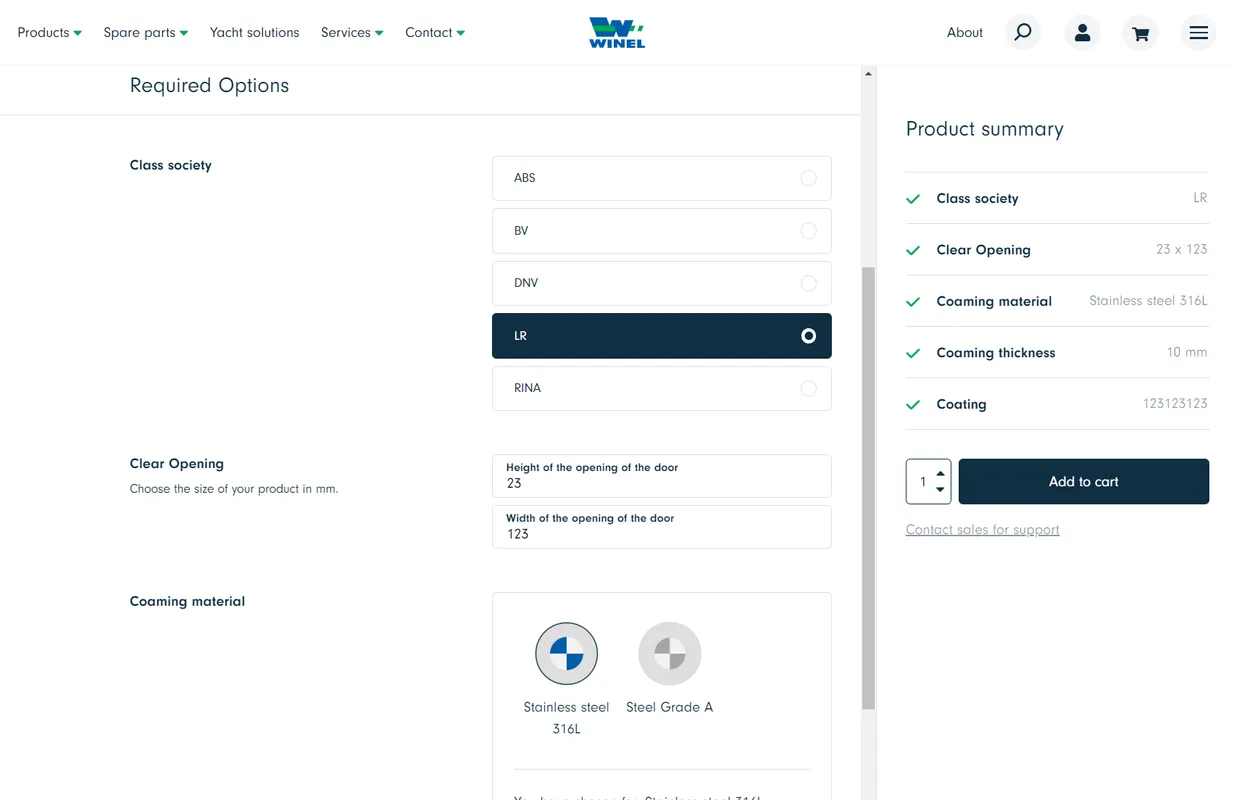 Products
Spare parts
Yacht solutions
Services
Contact
WINEL
About
Required Options
Class society
ABS
BV
DNV
LR
RINA
Clear Opening
Choose the size of your product in mm.
Height of the opening of the door
23
Width of the opening of the door
123
Coaming material
Stainless steel
316L
Steel Grade A
Product summary
Class society LR
Clear Opening 23 x 123
Coaming material Stainless steel 316L
Coaming thickness 10 mm
Coating 123123123
1
Add to cart
Contact sales for support